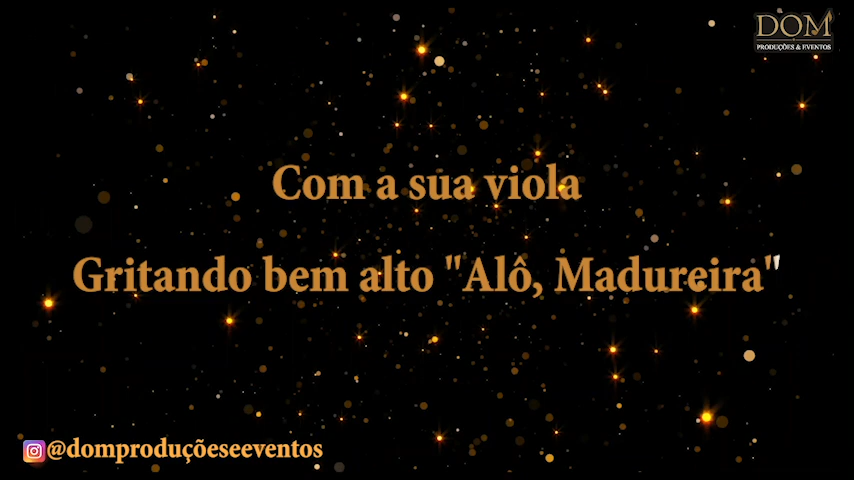 DOM
PRODUÇÕES & EVENTOS
Com a sua viola
Gritando bem alto "Alô, Madureira"
@domproduçõeseeventos